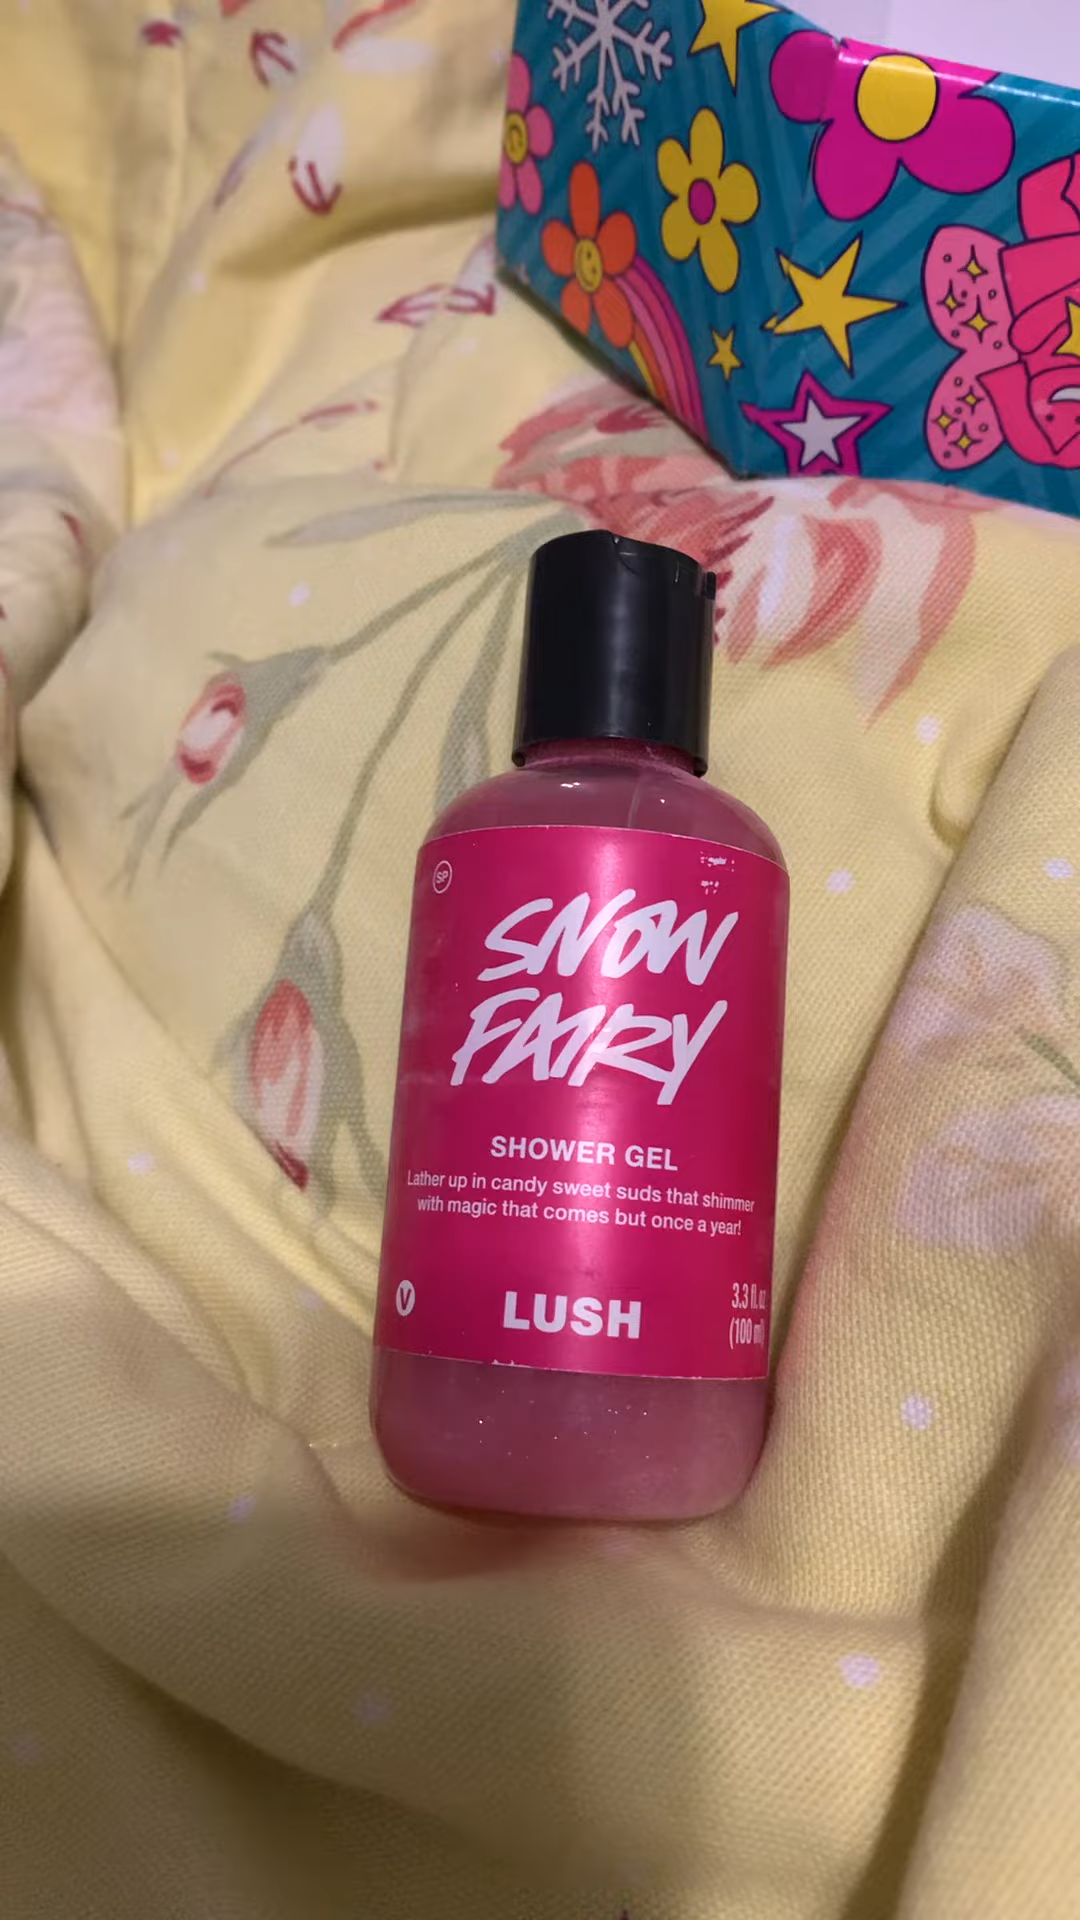 SP
SNOW
FAIRY
SHOWER GEL
Lather up in candy sweet suds that shimmer
with magic that comes but once a year!
V
LUSH
3.3 fl. oz
(100 ml)